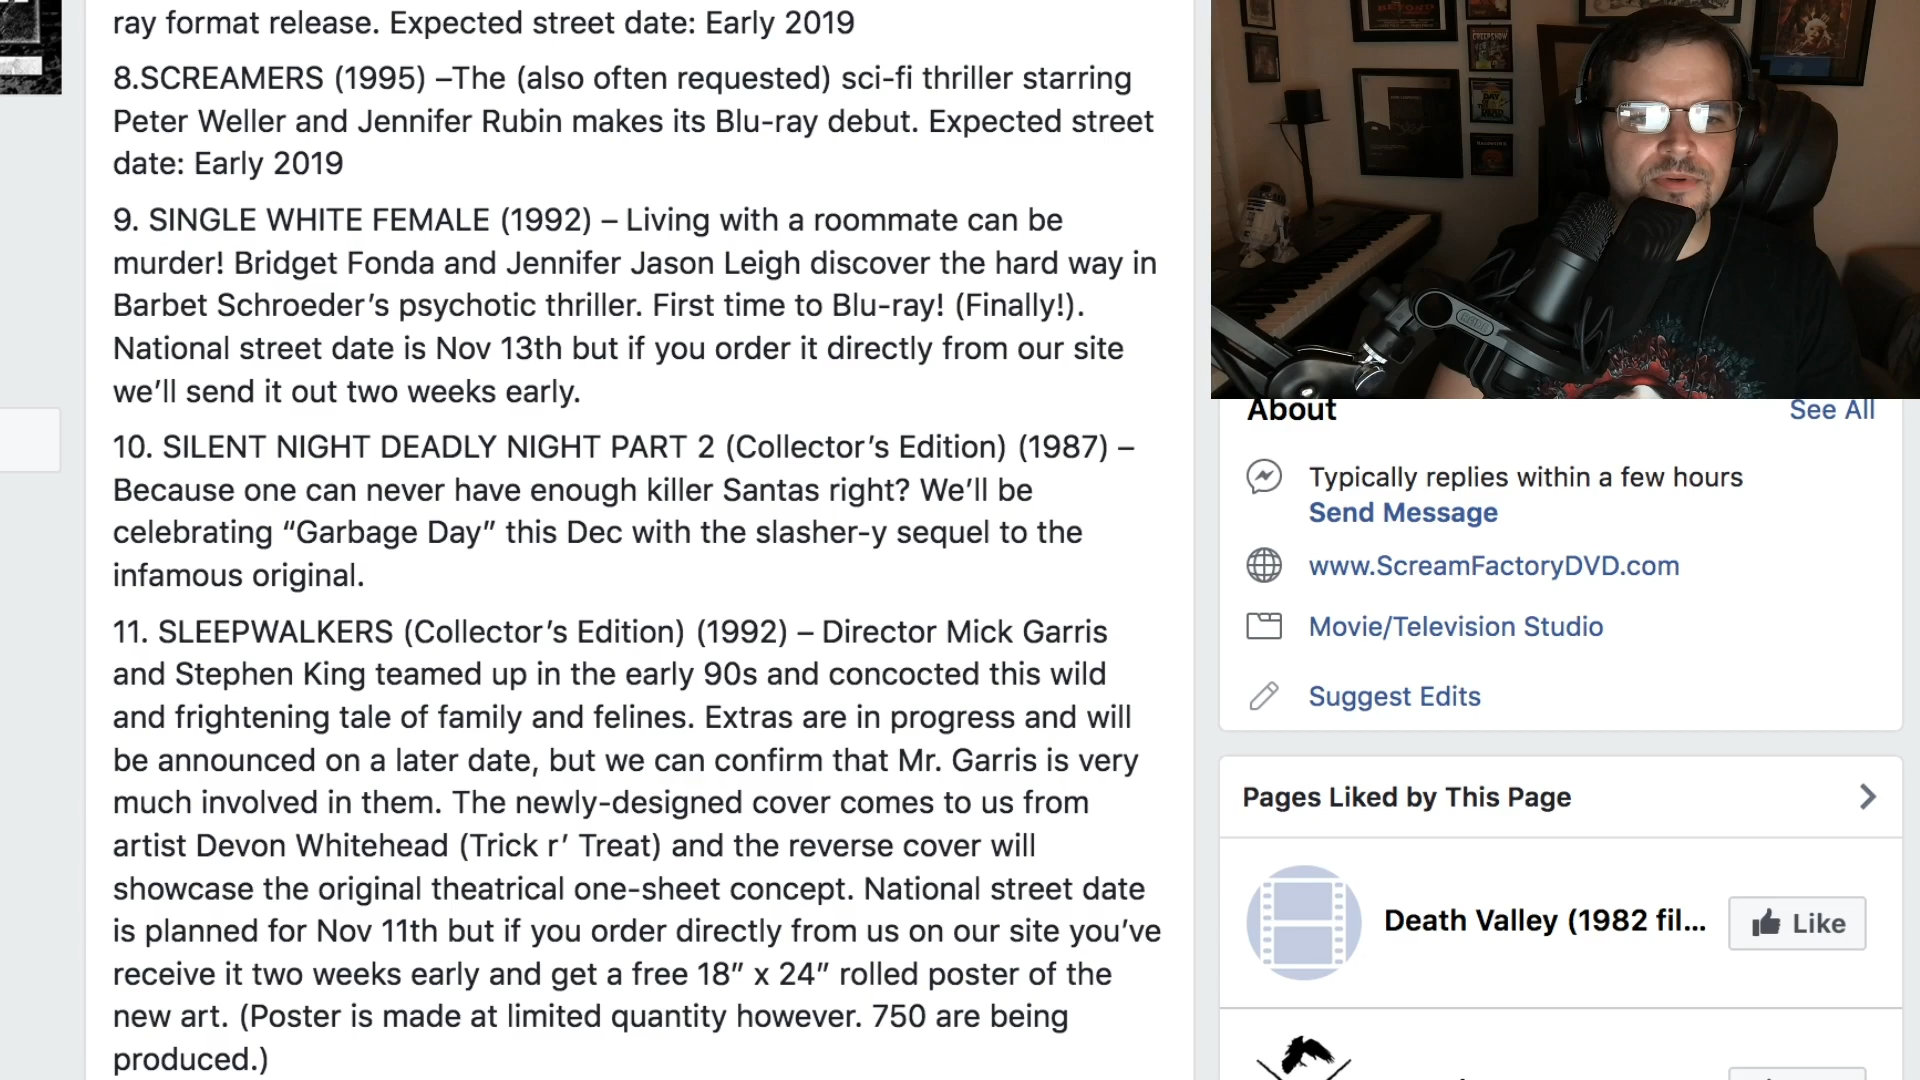 ray format release. Expected street date: Early 2019
8.SCREAMERS (1995) –The (also often requested) sci-fi thriller starring
Peter Weller and Jennifer Rubin makes its Blu-ray debut. Expected street
date: Early 2019
9. SINGLE WHITE FEMALE (1992) – Living with a roommate can be
murder! Bridget Fonda and Jennifer Jason Leigh discover the hard way in
Barbet Schroeder’s psychotic thriller. First time to Blu-ray! (Finally!).
National street date is Nov 13th but if you order it directly from our site
we’ll send it out two weeks early.
10. SILENT NIGHT DEADLY NIGHT PART 2 (Collector’s Edition) (1987) –
Because one can never have enough killer Santas right? We’ll be
celebrating “Garbage Day” this Dec with the slasher-y sequel to the
infamous original.
11. SLEEPWALKERS (Collector’s Edition) (1992) – Director Mick Garris
and Stephen King teamed up in the early 90s and concocted this wild
and frightening tale of family and felines. Extras are in progress and will
be announced on a later date, but we can confirm that Mr. Garris is very
much involved in them. The newly-designed cover comes to us from
artist Devon Whitehead (Trick r’ Treat) and the reverse cover will
showcase the original theatrical one-sheet concept. National street date
is planned for Nov 11th but if you order directly from us on our site you’ve
receive it two weeks early and get a free 18” x 24” rolled poster of the
new art. (Poster is made at limited quantity however. 750 are being
produced.)
BEYOND
CREEPSHOW
DAY OF THE DEAD
RODE
About See All
Typically replies within a few hours
Send Message
www.ScreamFactoryDVD.com
Movie/Television Studio
Suggest Edits
Pages Liked by This Page
Death Valley (1982 fil... Like